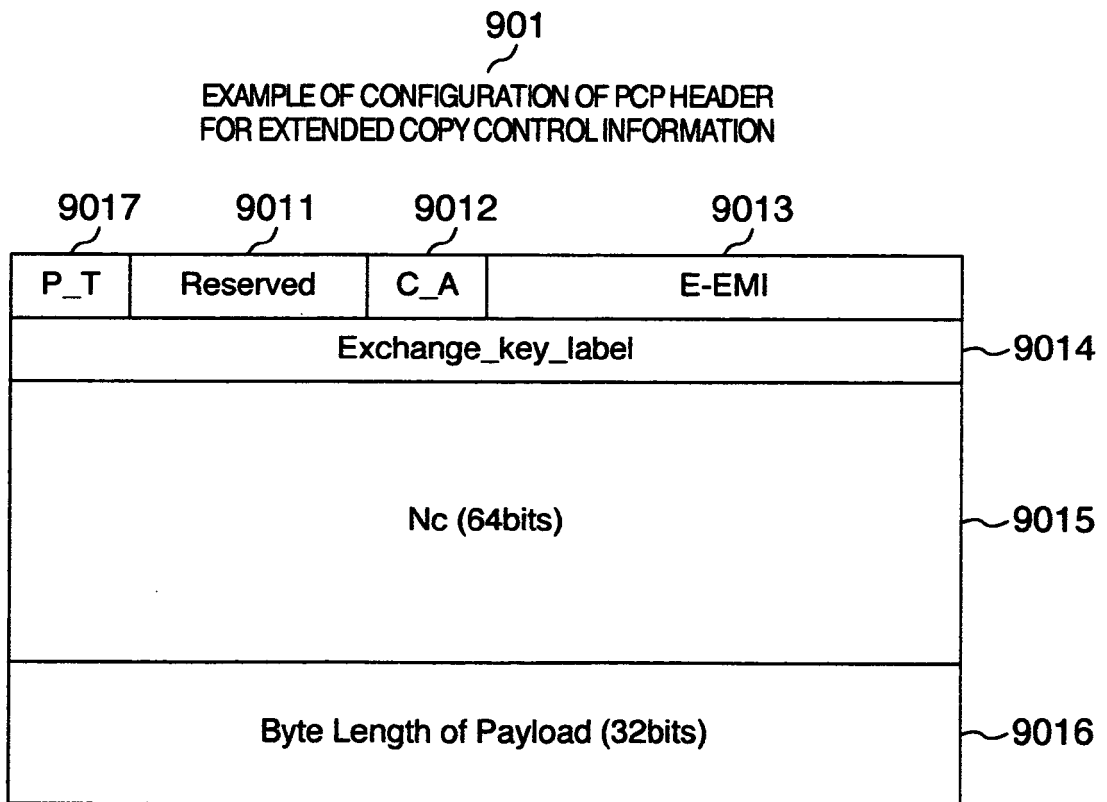 901
EXAMPLE OF CONFIGURATION OF PCP HEADER
FOR EXTENDED COPY CONTROL INFORMATION
9017 9011 9012 9013
P_T Reserved C_A E-EMI
Exchange_key_label 9014
Nc (64bits) 9015
Byte Length of Payload (32bits) 9016